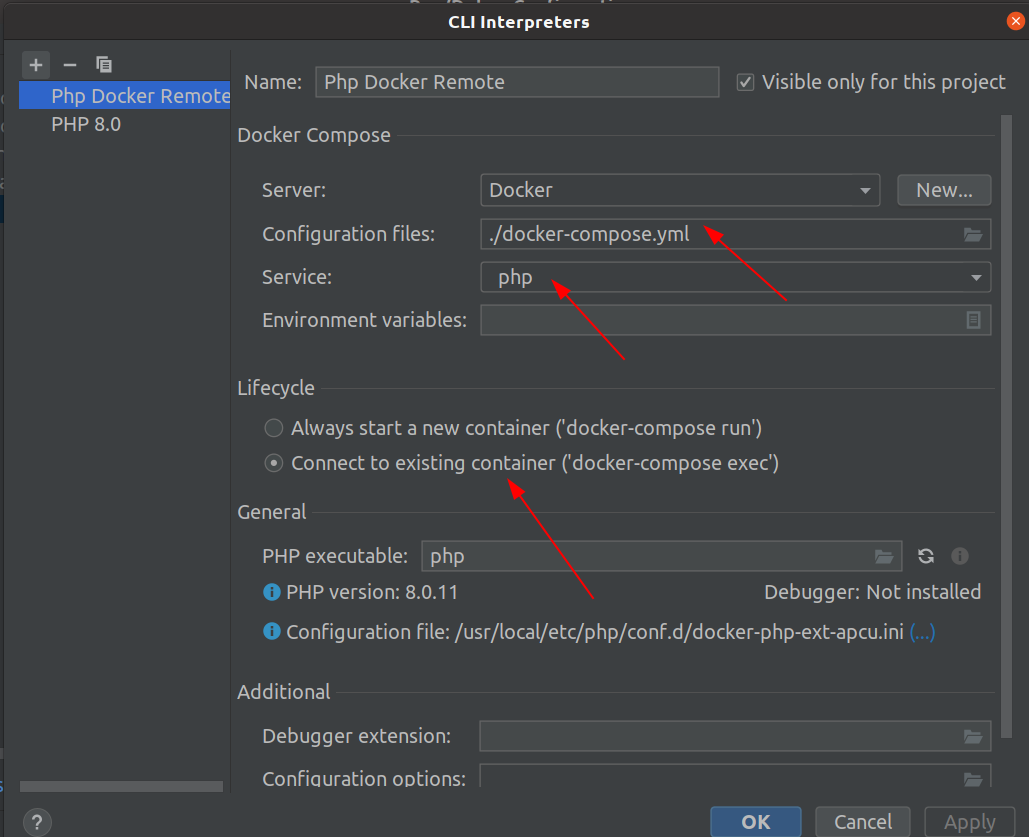 CLI Interpreters
Php Docker Remote
PHP 8.0
Name: Php Docker Remote Visible only for this project
Docker Compose
Server: Docker New...
Configuration files: ./docker-compose.yml
Service: php
Environment variables:
Lifecycle
Always start a new container ('docker-compose run')
Connect to existing container ('docker-compose exec')
General
PHP executable: php
PHP version: 8.0.11 Debugger: Not installed
Configuration file: /usr/local/etc/php/conf.d/docker-php-ext-apcu.ini (...)
Additional
Debugger extension:
Configuration options:
? OK Cancel Apply